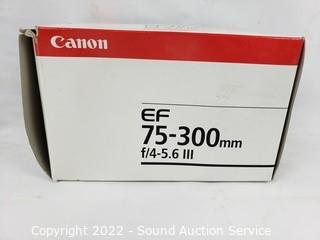 Canon
EF
75-300mm
f/4-5.6 III
Copyright 2022 - Sound Auction Service